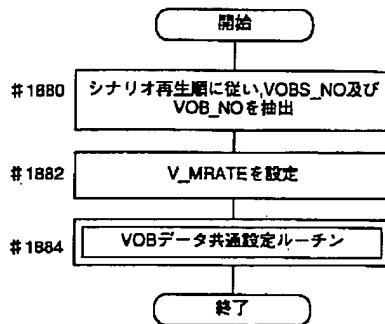 開始
#1880
シナリオ再生順に従い,VOBS_NO及び
VOB_NOを抽出
#1882
V_MRATEを設定
#1884
VOBデータ共通設定ルーチン
終了